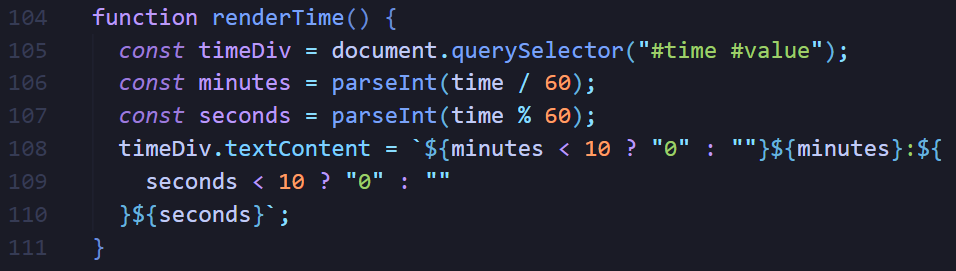 104 function renderTime() {
105   const timeDiv = document.querySelector("#time #value");
106   const minutes = parseInt(time / 60);
107   const seconds = parseInt(time % 60);
108   timeDiv.textContent = `${minutes < 10 ? "0" : ""}${minutes}:${
109     seconds < 10 ? "0" : ""
110   }${seconds}`;
111 }